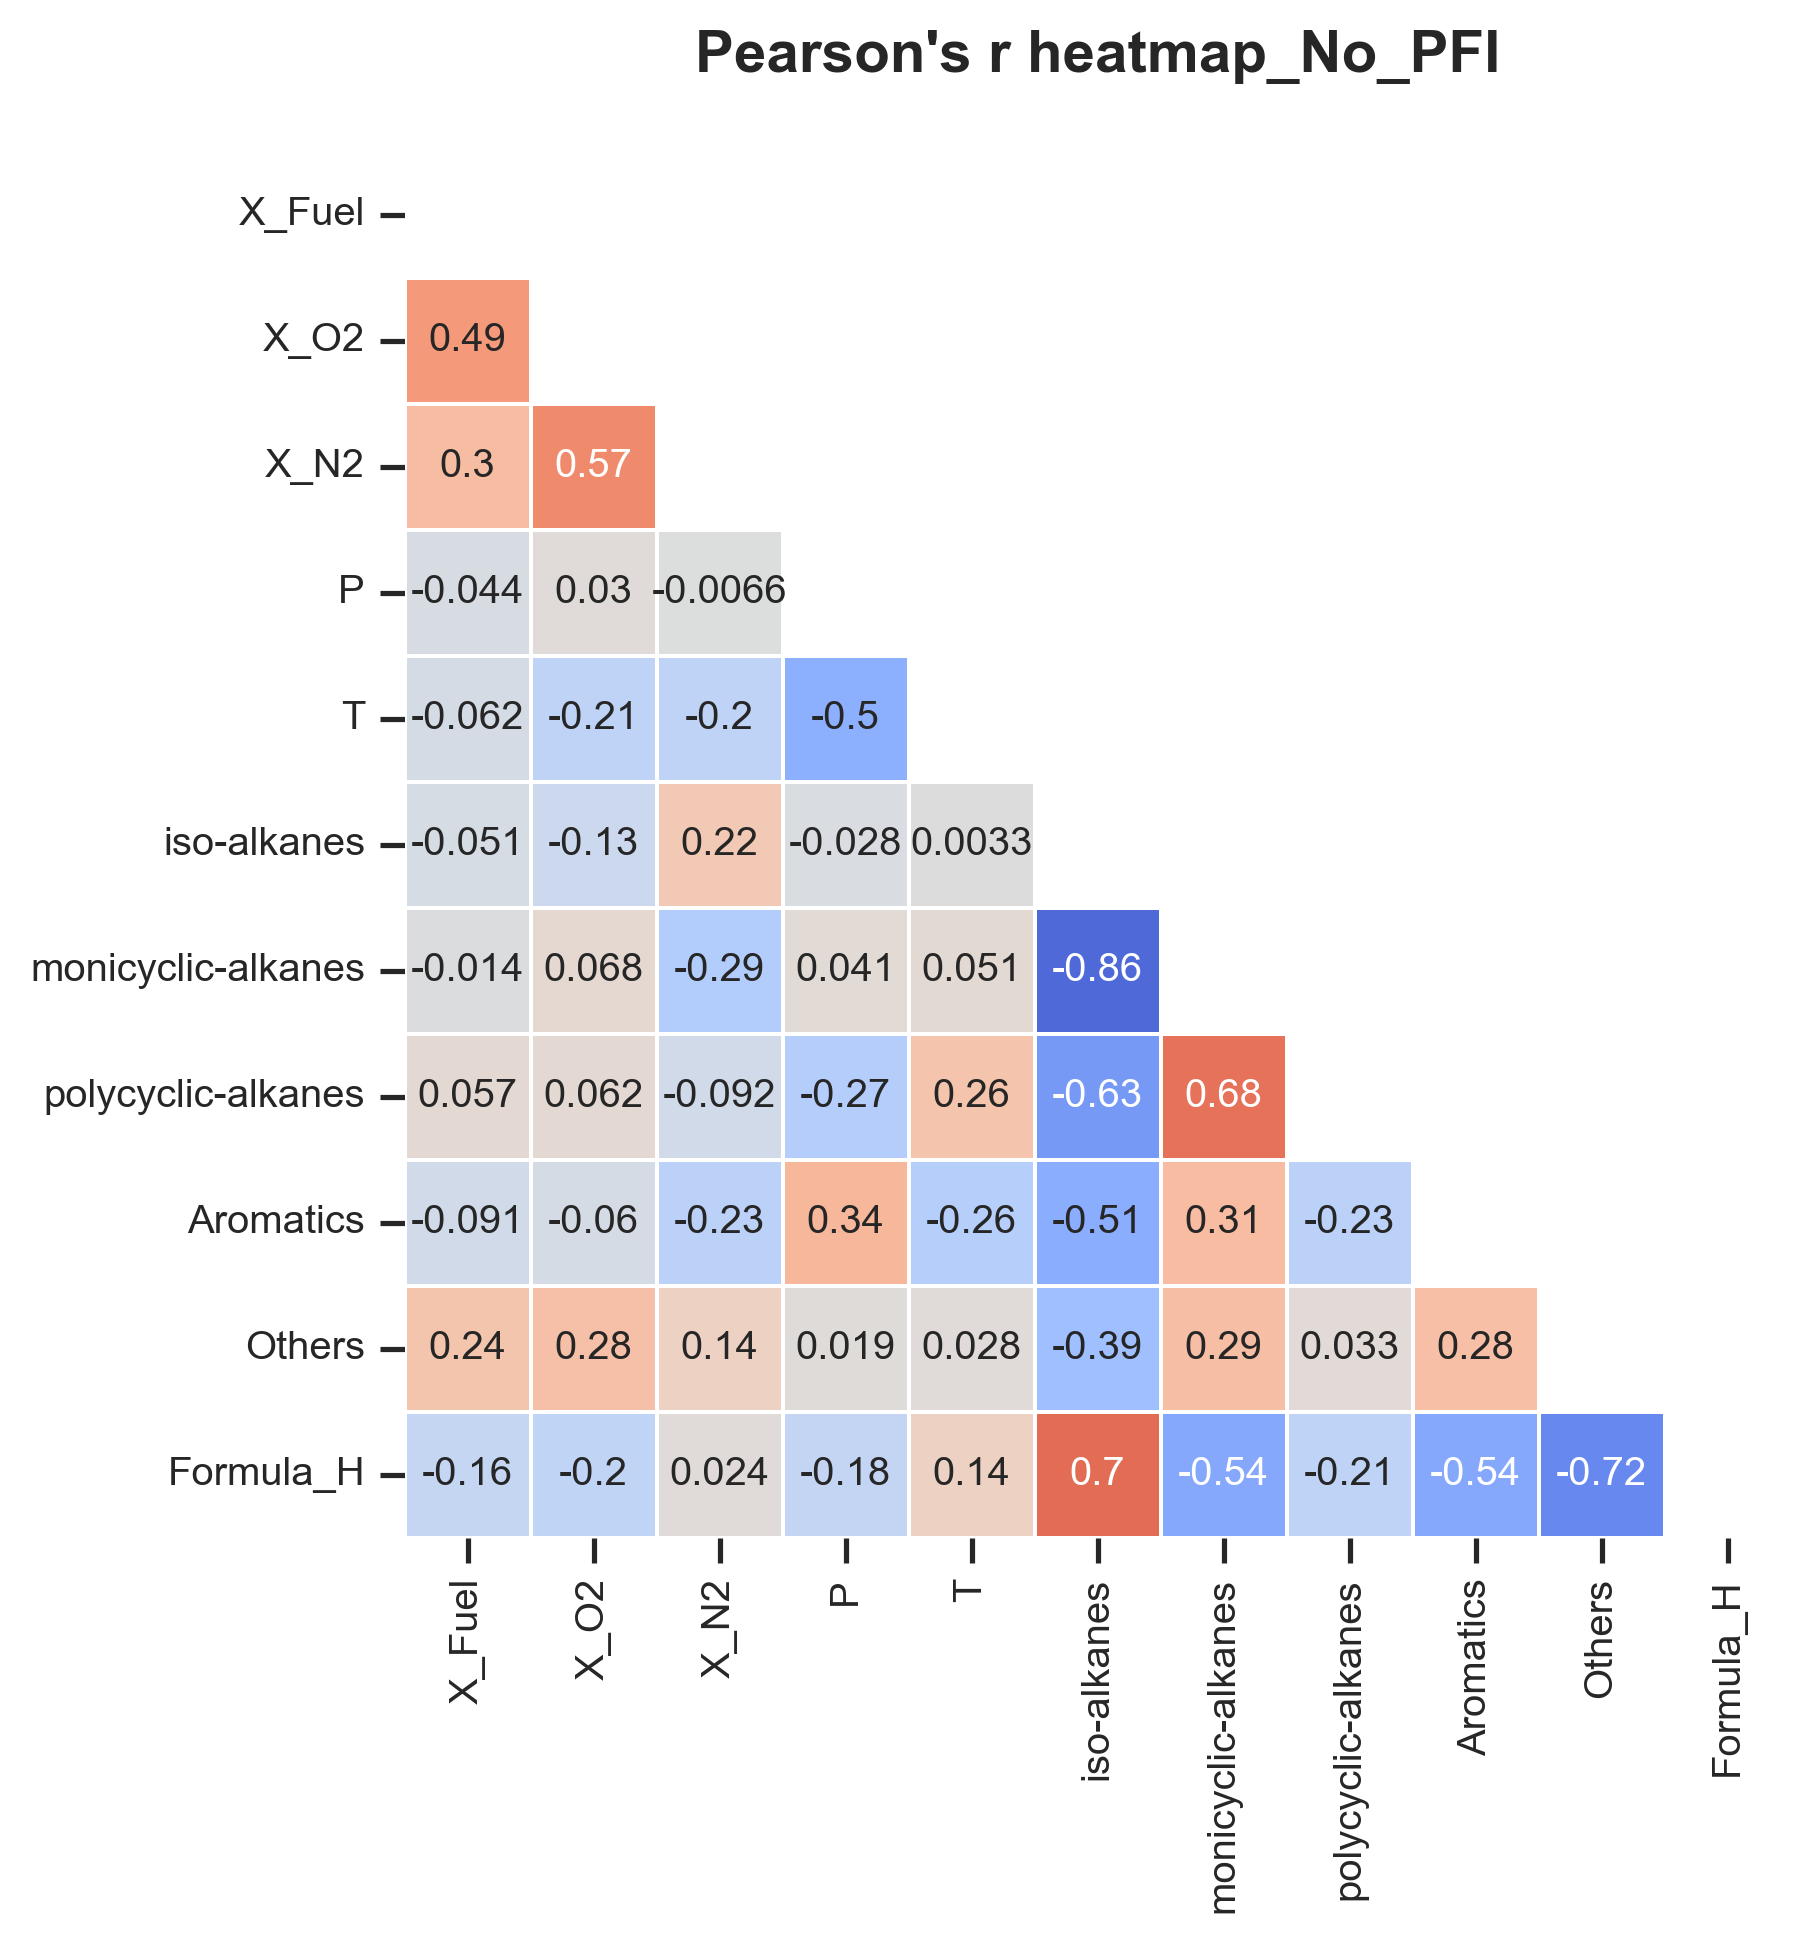 Pearson's r heatmap_No_PFI
X_Fuel
X_O2 0.49
X_N2 0.3 0.57
P -0.044 0.03 -0.0066
T -0.062 -0.21 -0.2 -0.5
iso-alkanes -0.051 -0.13 0.22 -0.028 0.0033
monicyclic-alkanes -0.014 0.068 -0.29 0.041 0.051 -0.86
polycyclic-alkanes 0.057 0.062 -0.092 -0.27 0.26 -0.63 0.68
Aromatics -0.091 -0.06 -0.23 0.34 -0.26 -0.51 0.31 -0.23
Others 0.24 0.28 0.14 0.019 0.028 -0.39 0.29 0.033 0.28
Formula_H -0.16 -0.2 0.024 -0.18 0.14 0.7 -0.54 -0.21 -0.54 -0.72
X_Fuel
X_O2
X_N2
P
T
iso-alkanes
monicyclic-alkanes
polycyclic-alkanes
Aromatics
Others
Formula_H